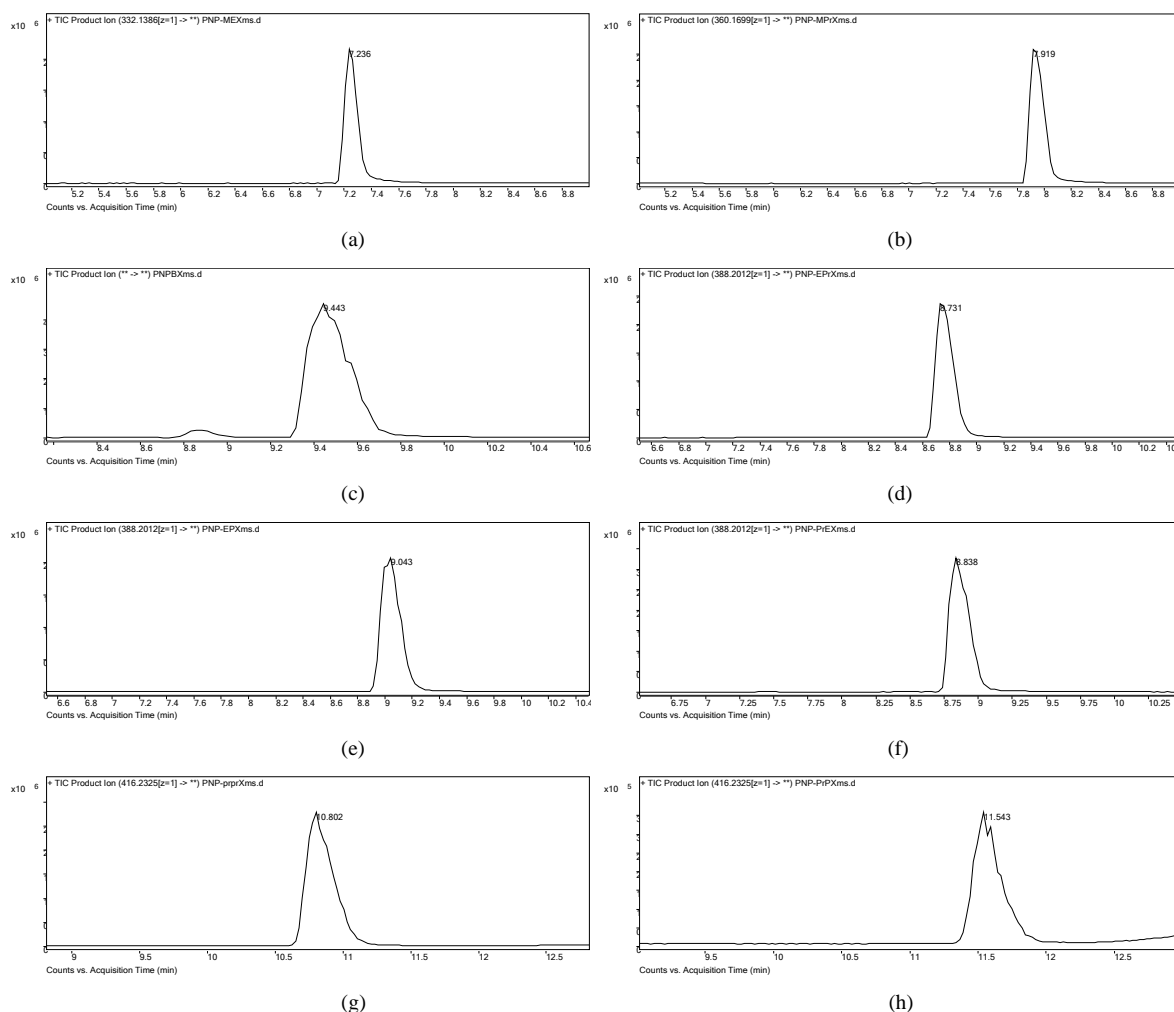 x10 6
+ TIC Product Ion (332.1386[z=1] -> **) PNP-MEXms.d
7.236
5.2 5.4 5.6 5.8 6 6.2 6.4 6.6 6.8 7 7.2 7.4 7.6 7.8 8 8.2 8.4 8.6 8.8
Counts vs. Acquisition Time (min)
(a)
x10 6
+ TIC Product Ion (360.1699[z=1] -> **) PNP-MPrXms.d
7.919
5.2 5.4 5.6 5.8 6 6.2 6.4 6.6 6.8 7 7.2 7.4 7.6 7.8 8 8.2 8.4 8.6 8.8
Counts vs. Acquisition Time (min)
(b)
x10 6
+ TIC Product Ion (** -> **) PNPBXms.d
9.443
8.4 8.6 8.8 9 9.2 9.4 9.6 9.8 10 10.2 10.4 10.6
Counts vs. Acquisition Time (min)
(c)
x10 6
+ TIC Product Ion (388.2012[z=1] -> **) PNP-EPrXms.d
8.731
6.6 6.8 7 7.2 7.4 7.6 7.8 8 8.2 8.4 8.6 8.8 9 9.2 9.4 9.6 9.8 10 10.2
Counts vs. Acquisition Time (min)
(d)
x10 6
+ TIC Product Ion (388.2012[z=1] -> **) PNP-EPXms.d
9.043
6.6 6.8 7 7.2 7.4 7.6 7.8 8 8.2 8.4 8.6 8.8 9 9.2 9.4 9.6 9.8 10 10.2
Counts vs. Acquisition Time (min)
(e)
x10 6
+ TIC Product Ion (388.2012[z=1] -> **) PNP-PrEXms.d
8.838
6.75 7 7.25 7.5 7.75 8 8.25 8.5 8.75 9 9.25 9.5 9.75 10 10.25
Counts vs. Acquisition Time (min)
(f)
x10 6
+ TIC Product Ion (416.2325[z=1] -> **) PNP-prprXms.d
10.802
9 9.5 10 10.5 11 11.5 12 12.5
Counts vs. Acquisition Time (min)
(g)
x10 5
+ TIC Product Ion (416.2325[z=1] -> **) PNP-PrPXms.d
11.543
9.5 10 10.5 11 11.5 12 12.5
Counts vs. Acquisition Time (min)
(h)